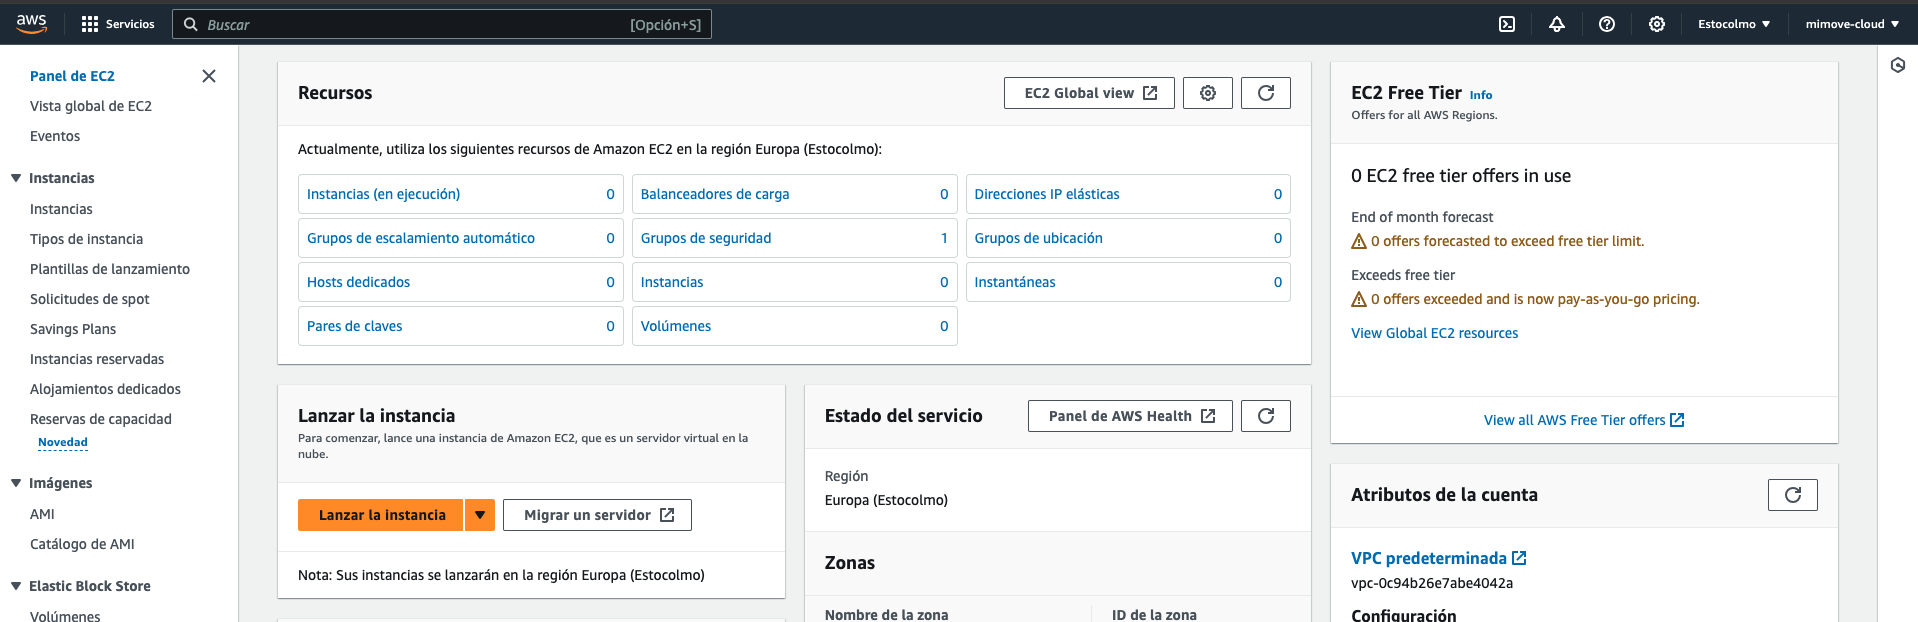 aws
Servicios
Buscar
[Opción+S]
Estocolmo
mimove-cloud
Panel de EC2
Vista global de EC2
Eventos
Instancias
Instancias
Tipos de instancia
Plantillas de lanzamiento
Solicitudes de spot
Savings Plans
Instancias reservadas
Alojamientos dedicados
Reservas de capacidad
Novedad
Imágenes
AMI
Catálogo de AMI
Elastic Block Store
Volúmenes
Recursos
EC2 Global view
Actualmente, utiliza los siguientes recursos de Amazon EC2 en la región Europa (Estocolmo):
Instancias (en ejecución) 0
Balanceadores de carga 0
Direcciones IP elásticas 0
Grupos de escalamiento automático 0
Grupos de seguridad 1
Grupos de ubicación 0
Hosts dedicados 0
Instancias 0
Instantáneas 0
Pares de claves 0
Volúmenes 0
Lanzar la instancia
Para comenzar, lance una instancia de Amazon EC2, que es un servidor virtual en la
nube.
Lanzar la instancia
Migrar un servidor
Nota: Sus instancias se lanzarán en la región Europa (Estocolmo)
Estado del servicio
Panel de AWS Health
Región
Europa (Estocolmo)
Zonas
Nombre de la zona
ID de la zona
EC2 Free Tier Info
Offers for all AWS Regions.
0 EC2 free tier offers in use
End of month forecast
0 offers forecasted to exceed free tier limit.
Exceeds free tier
0 offers exceeded and is now pay-as-you-go pricing.
View Global EC2 resources
View all AWS Free Tier offers
Atributos de la cuenta
VPC predeterminada
vpc-0c94b26e7abe4042a
Configuración